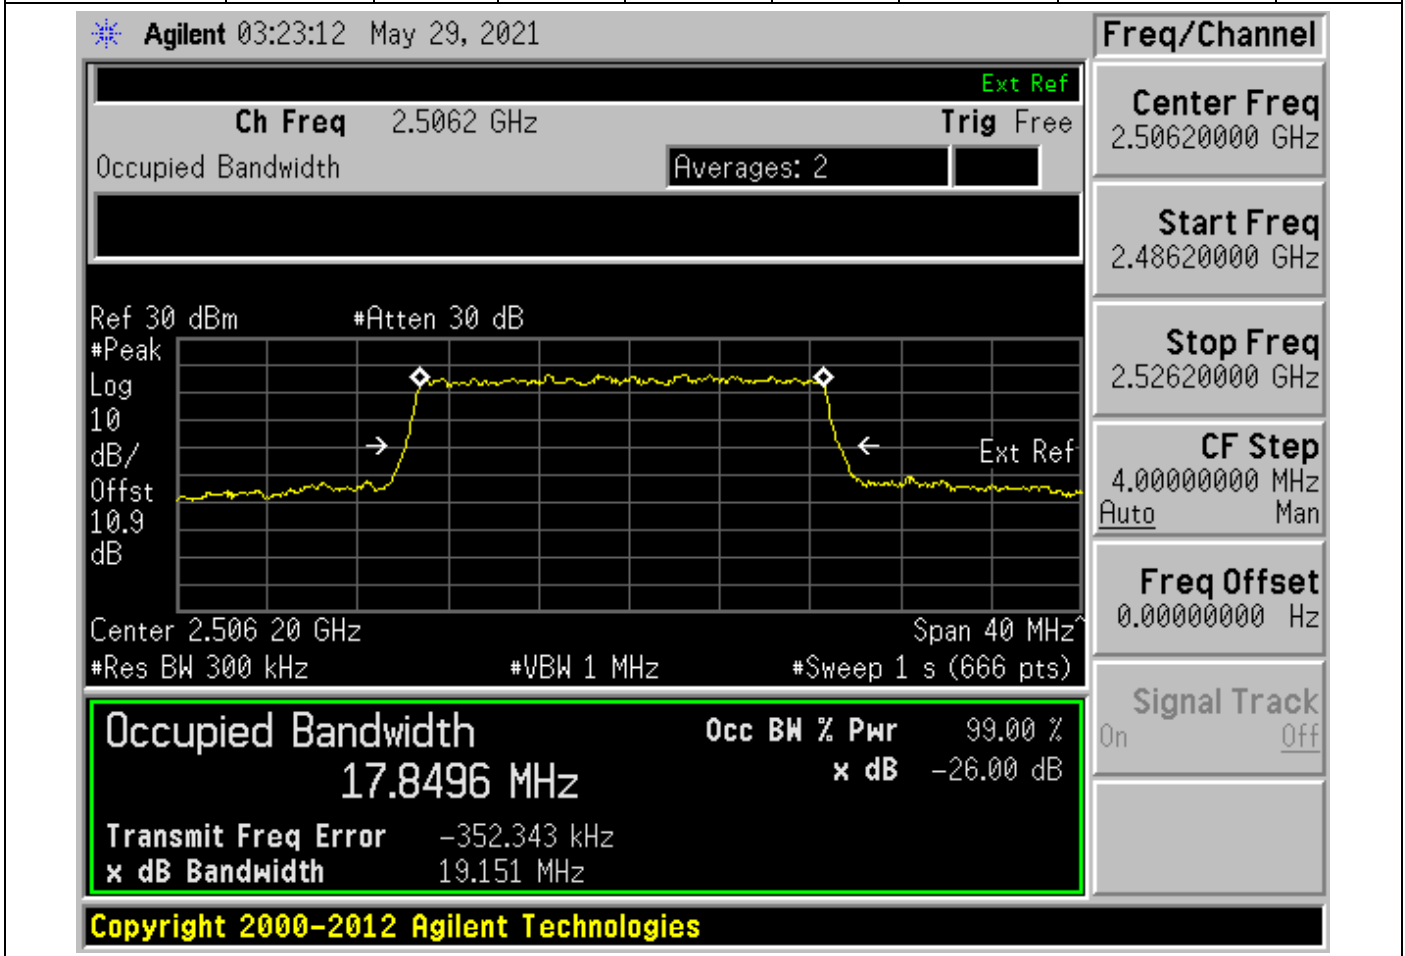 Agilent 03:23:12 May 29, 2021
Freq/Channel
Ext Ref
Ch Freq 2.5062 GHz Trig Free
Occupied Bandwidth Averages: 2
Center Freq
2.50620000 GHz
Start Freq
2.48620000 GHz
Stop Freq
2.52620000 GHz
CF Step
4.00000000 MHz
Auto Man
Freq Offset
0.00000000 Hz
Signal Track
On Off
Ref 30 dBm #Atten 30 dB
#Peak
Log
10
dB/
Offst
10.9
dB
Ext Ref
Center 2.506 20 GHz Span 40 MHz^
#Res BW 300 kHz #VBW 1 MHz #Sweep 1 s (666 pts)
Occupied Bandwidth Occ BW % Pwr 99.00 %
17.8496 MHz x dB -26.00 dB
Transmit Freq Error -352.343 kHz
x dB Bandwidth 19.151 MHz
Copyright 2000-2012 Agilent Technologies